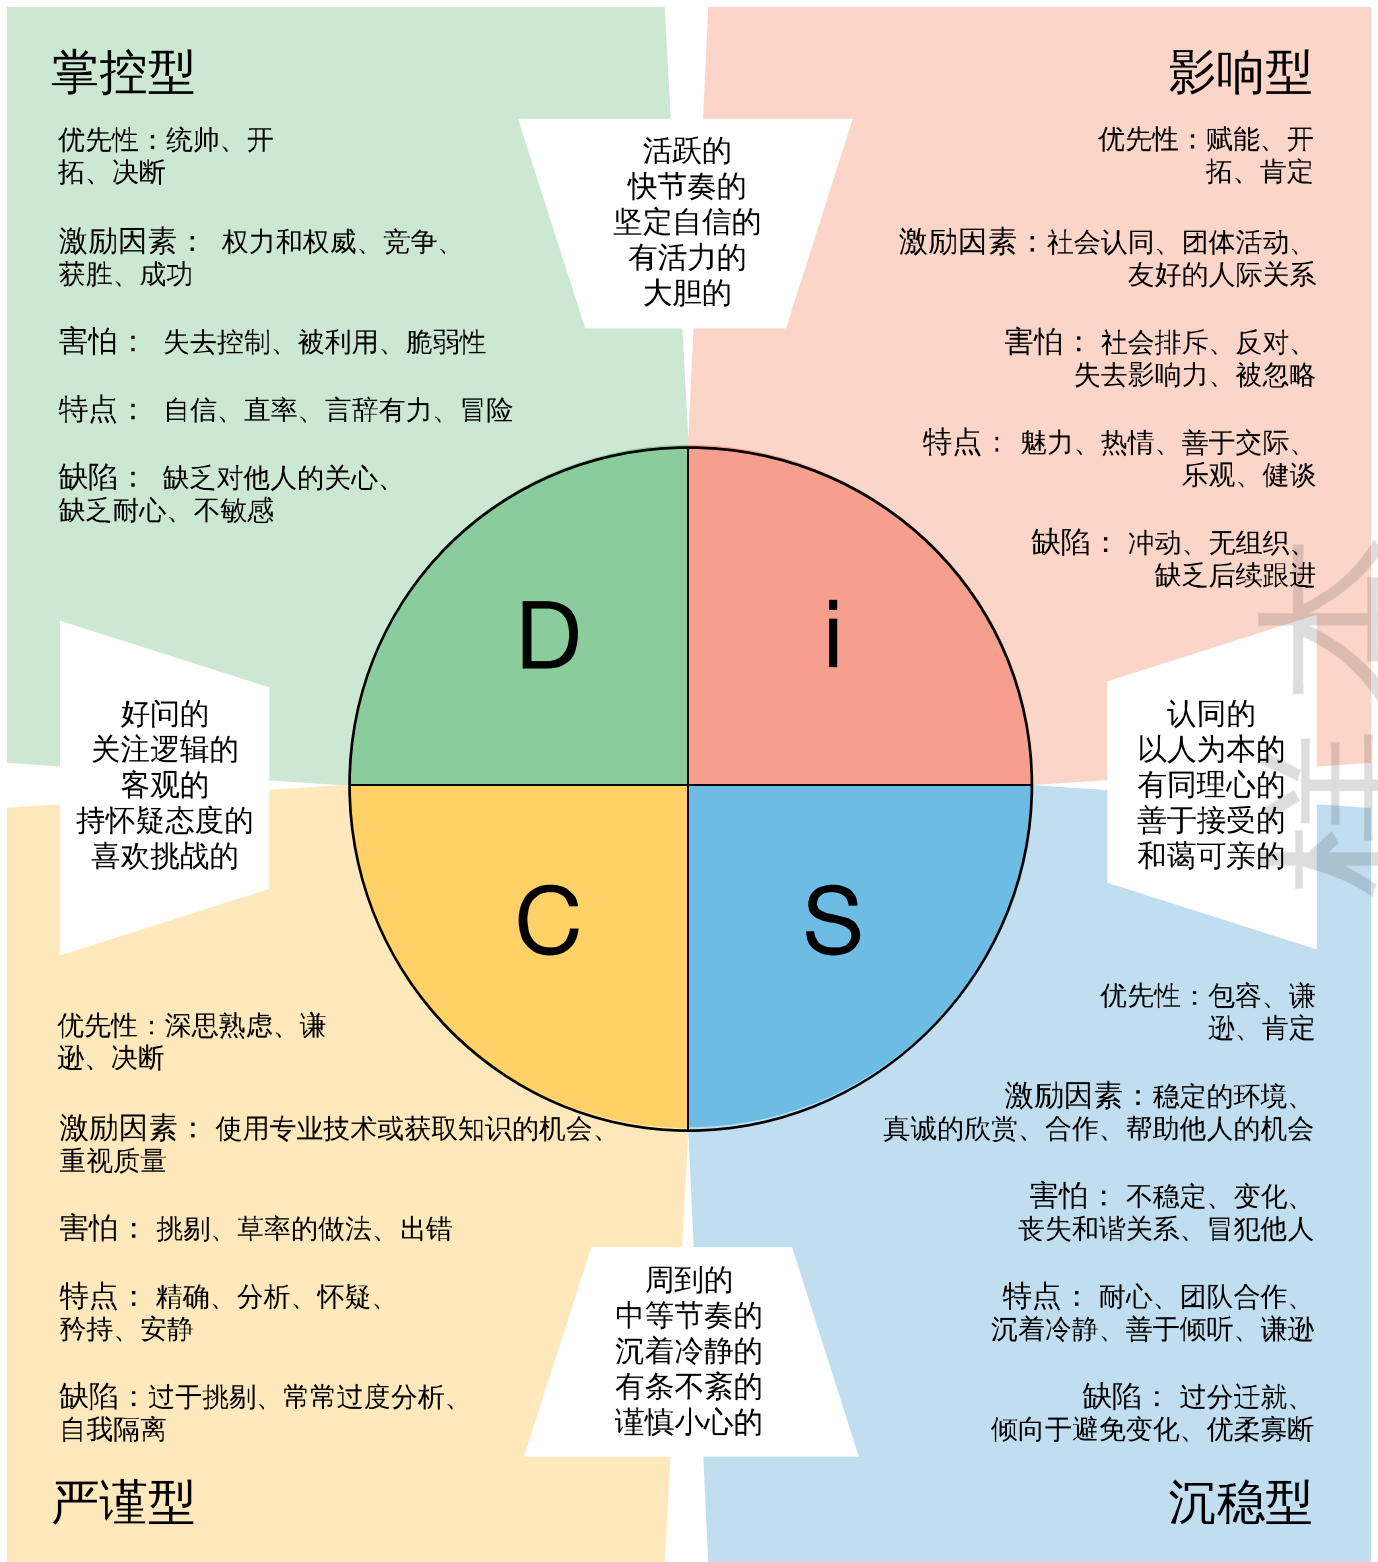 掌控型
优先性：统帅、开
拓、决断
激励因素： 权力和权威、竞争、
获胜、成功
害怕： 失去控制、被利用、脆弱性
特点： 自信、直率、言辞有力、冒险
缺陷： 缺乏对他人的关心、
缺乏耐心、不敏感
活跃的
快节奏的
坚定自信的
有活力的
大胆的
影响型
优先性：赋能、开
拓、肯定
激励因素：社会认同、团体活动、
友好的人际关系
害怕： 社会排斥、反对、
失去影响力、被忽略
特点： 魅力、热情、善于交际、
乐观、健谈
缺陷： 冲动、无组织、
缺乏后续跟进
D
i
C
S
好问的
关注逻辑的
客观的
持怀疑态度的
喜欢挑战的
认同的
以人为本的
有同理心的
善于接受的
和蔼可亲的
优先性：深思熟虑、谦
逊、决断
激励因素： 使用专业技术或获取知识的机会、
重视质量
害怕： 挑剔、草率的做法、出错
特点： 精确、分析、怀疑、
矜持、安静
缺陷：过于挑剔、常常过度分析、
自我隔离
严谨型
周到的
中等节奏的
沉着冷静的
有条不紊的
谨慎小心的
优先性：包容、谦
逊、肯定
激励因素：稳定的环境、
真诚的欣赏、合作、帮助他人的机会
害怕： 不稳定、变化、
丧失和谐关系、冒犯他人
特点： 耐心、团队合作、
沉着冷静、善于倾听、谦逊
缺陷： 过分迁就、
倾向于避免变化、优柔寡断
沉稳型